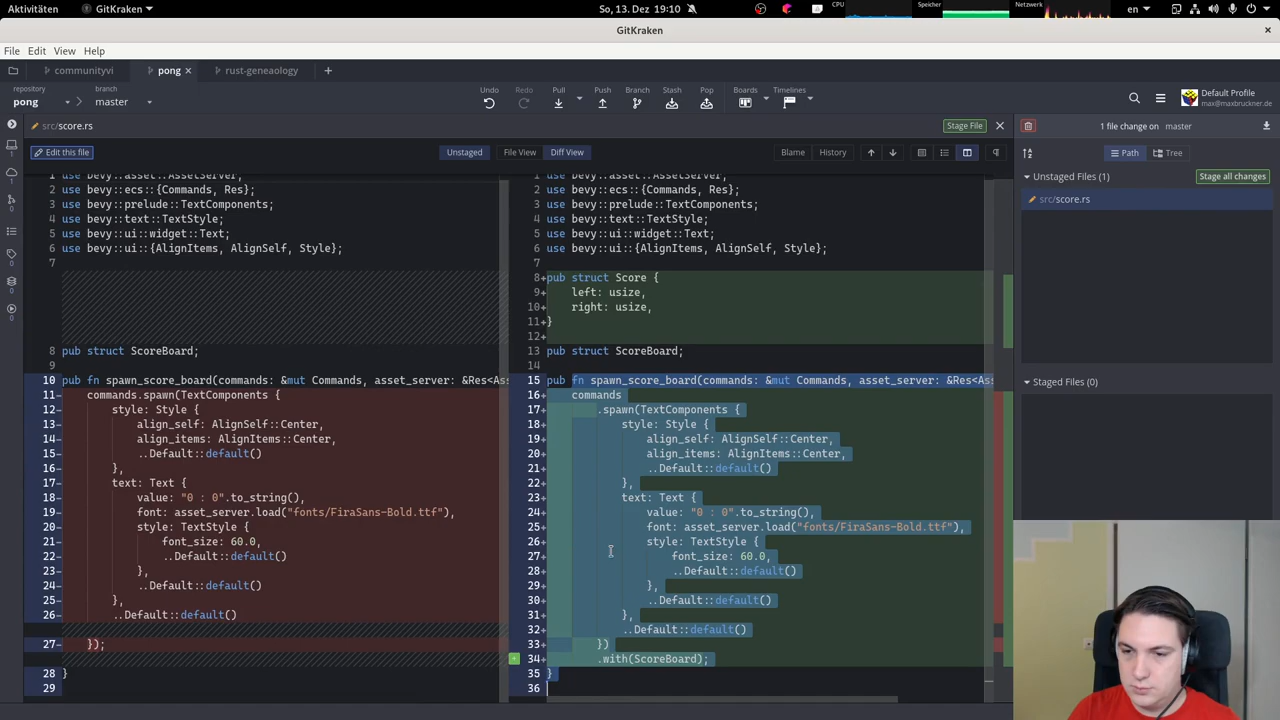 Aktivitäten
GitKraken
So, 13. Dez 19:10
CPU
Speicher
Netzwerk
en
GitKraken
File Edit View Help
communityvi
pong
rust-geneaology
repository
pong
branch
master
Undo
Redo
Pull
Push
Branch
Stash
Pop
Boards
Timelines
Default Profile
max@maxbruckner.de
src/score.rs
Stage File
Edit this file
Unstaged
File View
Diff View
Blame
History
1 use bevy::asset::AssetServer;
2 use bevy::ecs::{Commands, Res};
3 use bevy::prelude::TextComponents;
4 use bevy::text::TextStyle;
5 use bevy::ui::widget::Text;
6 use bevy::ui::{AlignItems, AlignSelf, Style};
7
8 pub struct ScoreBoard;
9
10 pub fn spawn_score_board(commands: &mut Commands, asset_server: &Res<Ass
11- commands.spawn(TextComponents {
12- style: Style {
13- align_self: AlignSelf::Center,
14- align_items: AlignItems::Center,
15- ..Default::default()
16- },
17- text: Text {
18- value: "0 : 0".to_string(),
19- font: asset_server.load("fonts/FiraSans-Bold.ttf"),
20- style: TextStyle {
21- font_size: 60.0,
22- ..Default::default()
23- },
24- ..Default::default()
25- },
26- ..Default::default()
27- });
28 }
29
1 use bevy::asset::AssetServer;
2 use bevy::ecs::{Commands, Res};
3 use bevy::prelude::TextComponents;
4 use bevy::text::TextStyle;
5 use bevy::ui::widget::Text;
6 use bevy::ui::{AlignItems, AlignSelf, Style};
7
8+ pub struct Score {
9+ left: usize,
10+ right: usize,
11+ }
12+
13 pub struct ScoreBoard;
14
15 pub fn spawn_score_board(commands: &mut Commands, asset_server: &Res<Ass
16+ commands
17+ .spawn(TextComponents {
18+ style: Style {
19+ align_self: AlignSelf::Center,
20+ align_items: AlignItems::Center,
21+ ..Default::default()
22+ },
23+ text: Text {
24+ value: "0 : 0".to_string(),
25+ font: asset_server.load("fonts/FiraSans-Bold.ttf"),
26+ style: TextStyle {
27+ font_size: 60.0,
28+ ..Default::default()
29+ },
30+ ..Default::default()
31+ },
32+ ..Default::default()
33+ })
34+ .with(ScoreBoard);
35 }
36
1 file change on master
Path
Tree
Unstaged Files (1)
Stage all changes
src/score.rs
Staged Files (0)